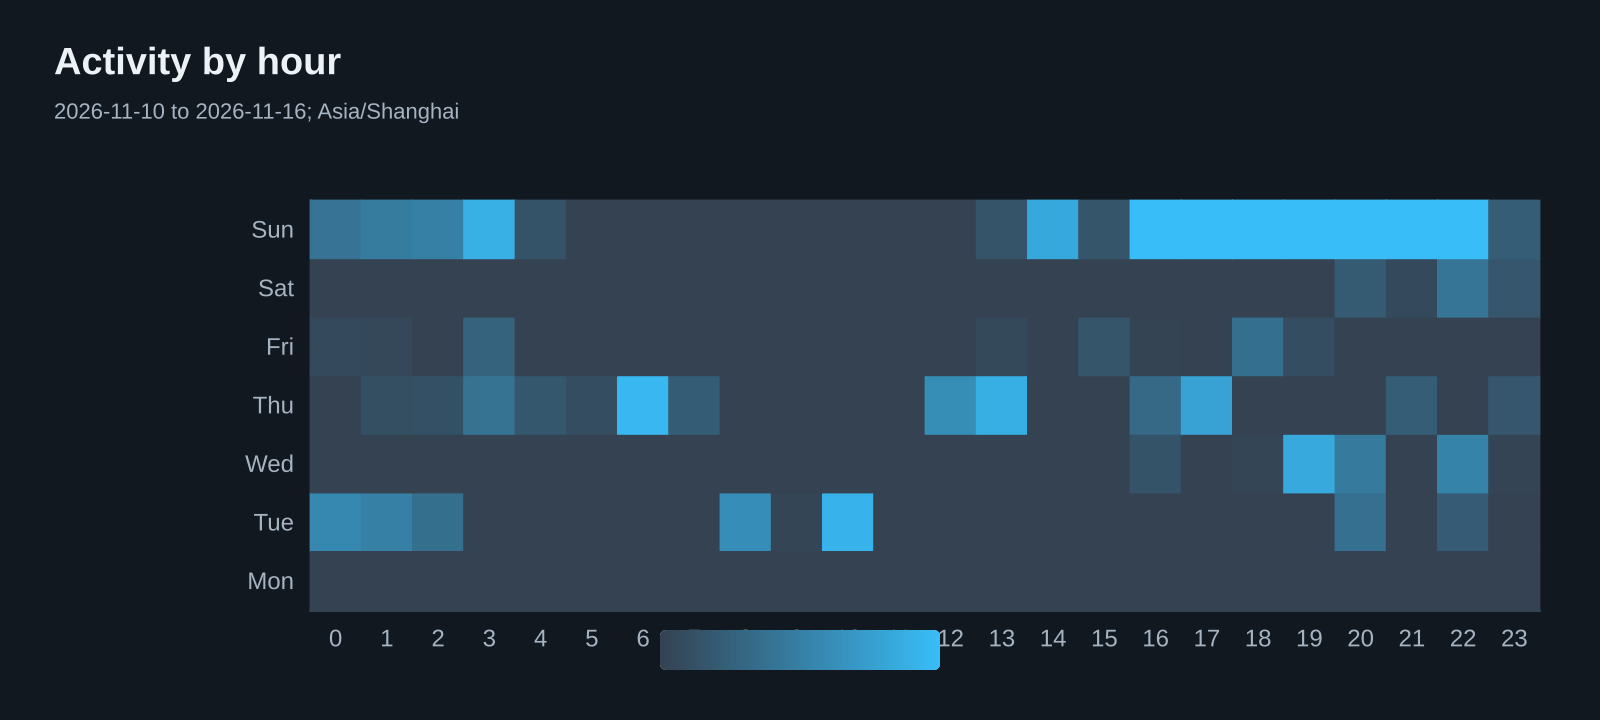 Activity by hour
2026-11-10 to 2026-11-16; Asia/Shanghai
Sun
Sat
Fri
Thu
Wed
Tue
Mon
0 1 2 3 4 5 6 12 13 14 15 16 17 18 19 20 21 22 23